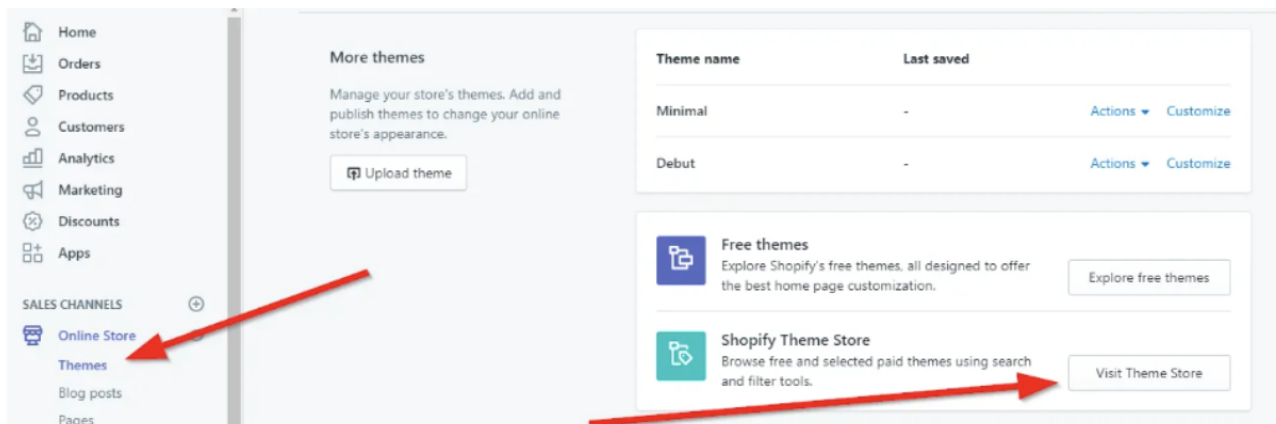 Home
Orders
Products
Customers
Analytics
Marketing
Discounts
Apps
SALES CHANNELS
Online Store
Themes
Blog posts
Pages
More themes
Manage your store's themes. Add and
publish themes to change your online
store's appearance.
Upload theme
Theme name Last saved
Minimal - Actions Customize
Debut - Actions Customize
Free themes
Explore Shopify's free themes, all designed to offer
the best home page customization.
Explore free themes
Shopify Theme Store
Browse free and selected paid themes using search
and filter tools.
Visit Theme Store